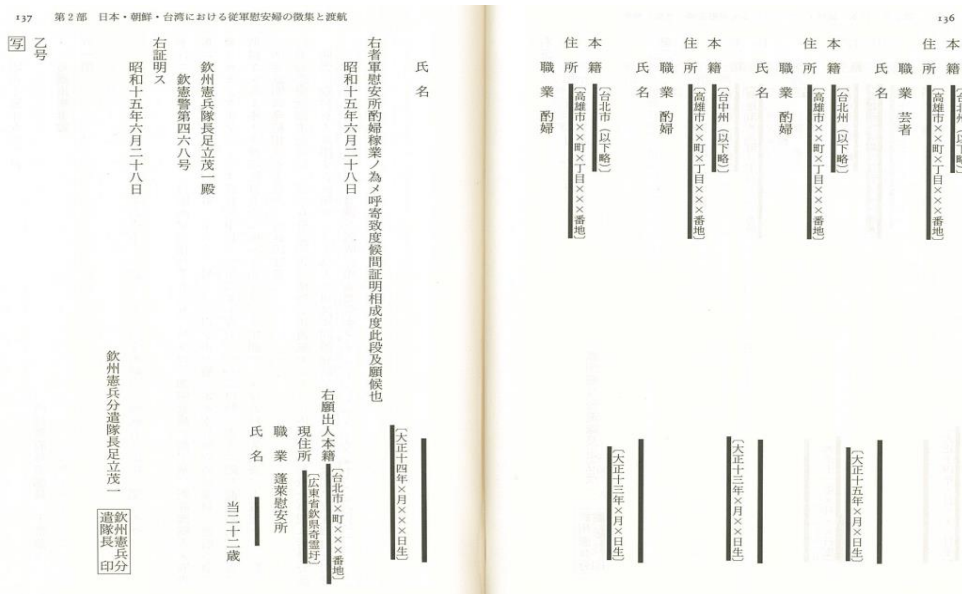 136
本籍 〔台北州（以下略）〕
住所 〔高雄市××町×丁目×××番地〕
職業 芸者
氏名
〔大正十五年×月×日生〕
本籍 〔台北州（以下略）〕
住所 〔高雄市××町×丁目×××番地〕
職業 酌婦
氏名
〔大正十三年×月×日生〕
本籍 〔台中州（以下略）〕
住所 〔高雄市××町×丁目×××番地〕
職業 酌婦
氏名
〔大正十三年×月×日生〕
本籍 〔台北市（以下略）〕
住所 〔高雄市××町×丁目×××番地〕
職業 酌婦
137 第2部 日本・朝鮮・台湾における従軍慰安婦の徴集と渡航
氏名
〔大正十四年×月××日生〕
右者軍慰安所酌婦稼業ノ為メ呼寄致度候間証明相成度此段及願候也
昭和十五年六月二十八日
右願出人本籍 〔台北市×町×××番地〕
現住所 〔広東省欽県奇霊圩〕
職業 蓬莱慰安所
氏名
当二十二歳
欽州憲兵隊長足立茂一殿
欽憲警第四六八号
右証明ス
昭和十五年六月二十八日
欽州憲兵分遣隊長足立茂一
欽州憲兵分
遣隊長 印
乙号
写